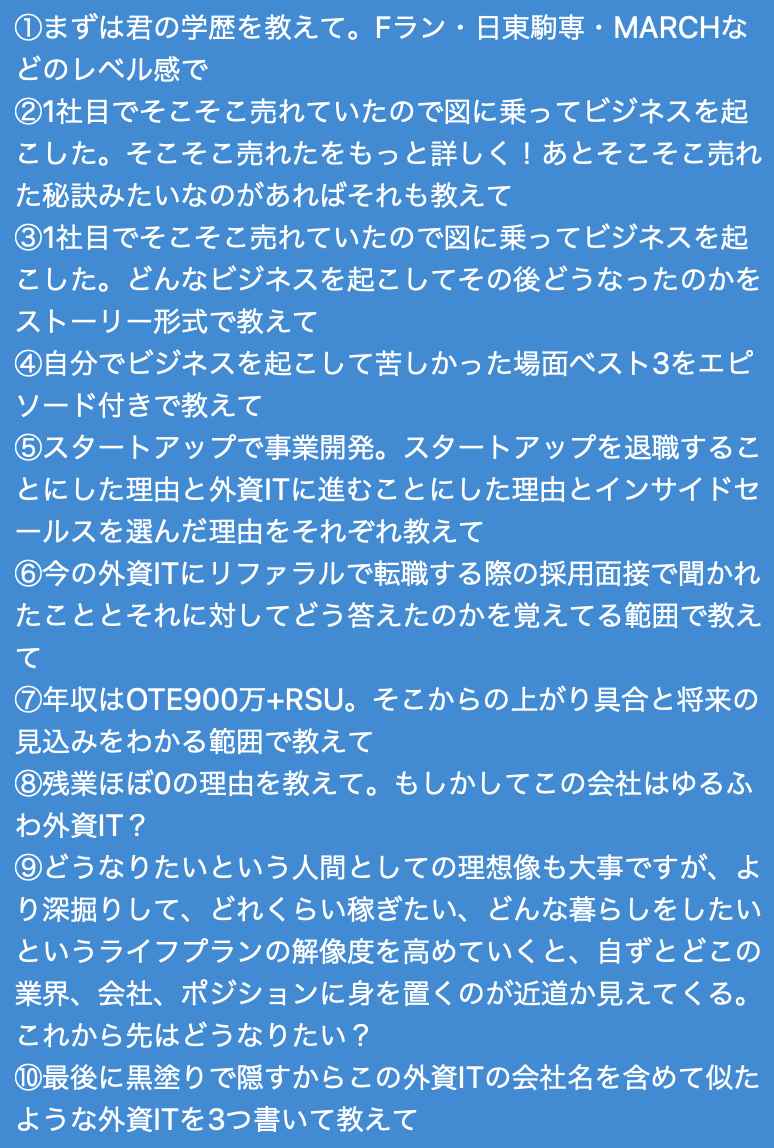 ①まずは君の学歴を教えて。Fラン・日東駒専・MARCHな
どのレベル感で
②1社目でそこそこ売れていたので図に乗ってビジネスを起
こした。そこそこ売れたをもっと詳しく！あとそこそこ売れ
た秘訣みたいなのがあればそれも教えて
③1社目でそこそこ売れていたので図に乗ってビジネスを起
こした。どんなビジネスを起こしてその後どうなったのかを
ストーリー形式で教えて
④自分でビジネスを起こして苦しかった場面ベスト3をエピ
ソード付きで教えて
⑤スタートアップで事業開発。スタートアップを退職するこ
とにした理由と外資ITに進むことにした理由とインサイドセ
ールスを選んだ理由をそれぞれ教えて
⑥今の外資ITにリファラルで転職する際の採用面接で聞かれ
たこととそれに対してどう答えたのかを覚えてる範囲で教え
て
⑦年収はOTE900万+RSU。そこからの上がり具合と将来の
見込みをわかる範囲で教えて
⑧残業ほぼ0の理由を教えて。もしかしてこの会社はゆるふ
わ外資IT？
⑨どうなりたいという人間としての理想像も大事ですが、よ
り深掘りして、どれくらい稼ぎたい、どんな暮らしをしたい
というライフプランの解像度を高めていくと、自ずとどこの
業界、会社、ポジションに身を置くのが近道か見えてくる。
これから先はどうなりたい？
⑩最後に黒塗りで隠すからこの外資ITの会社名を含めて似た
ような外資ITを3つ書いて教えて